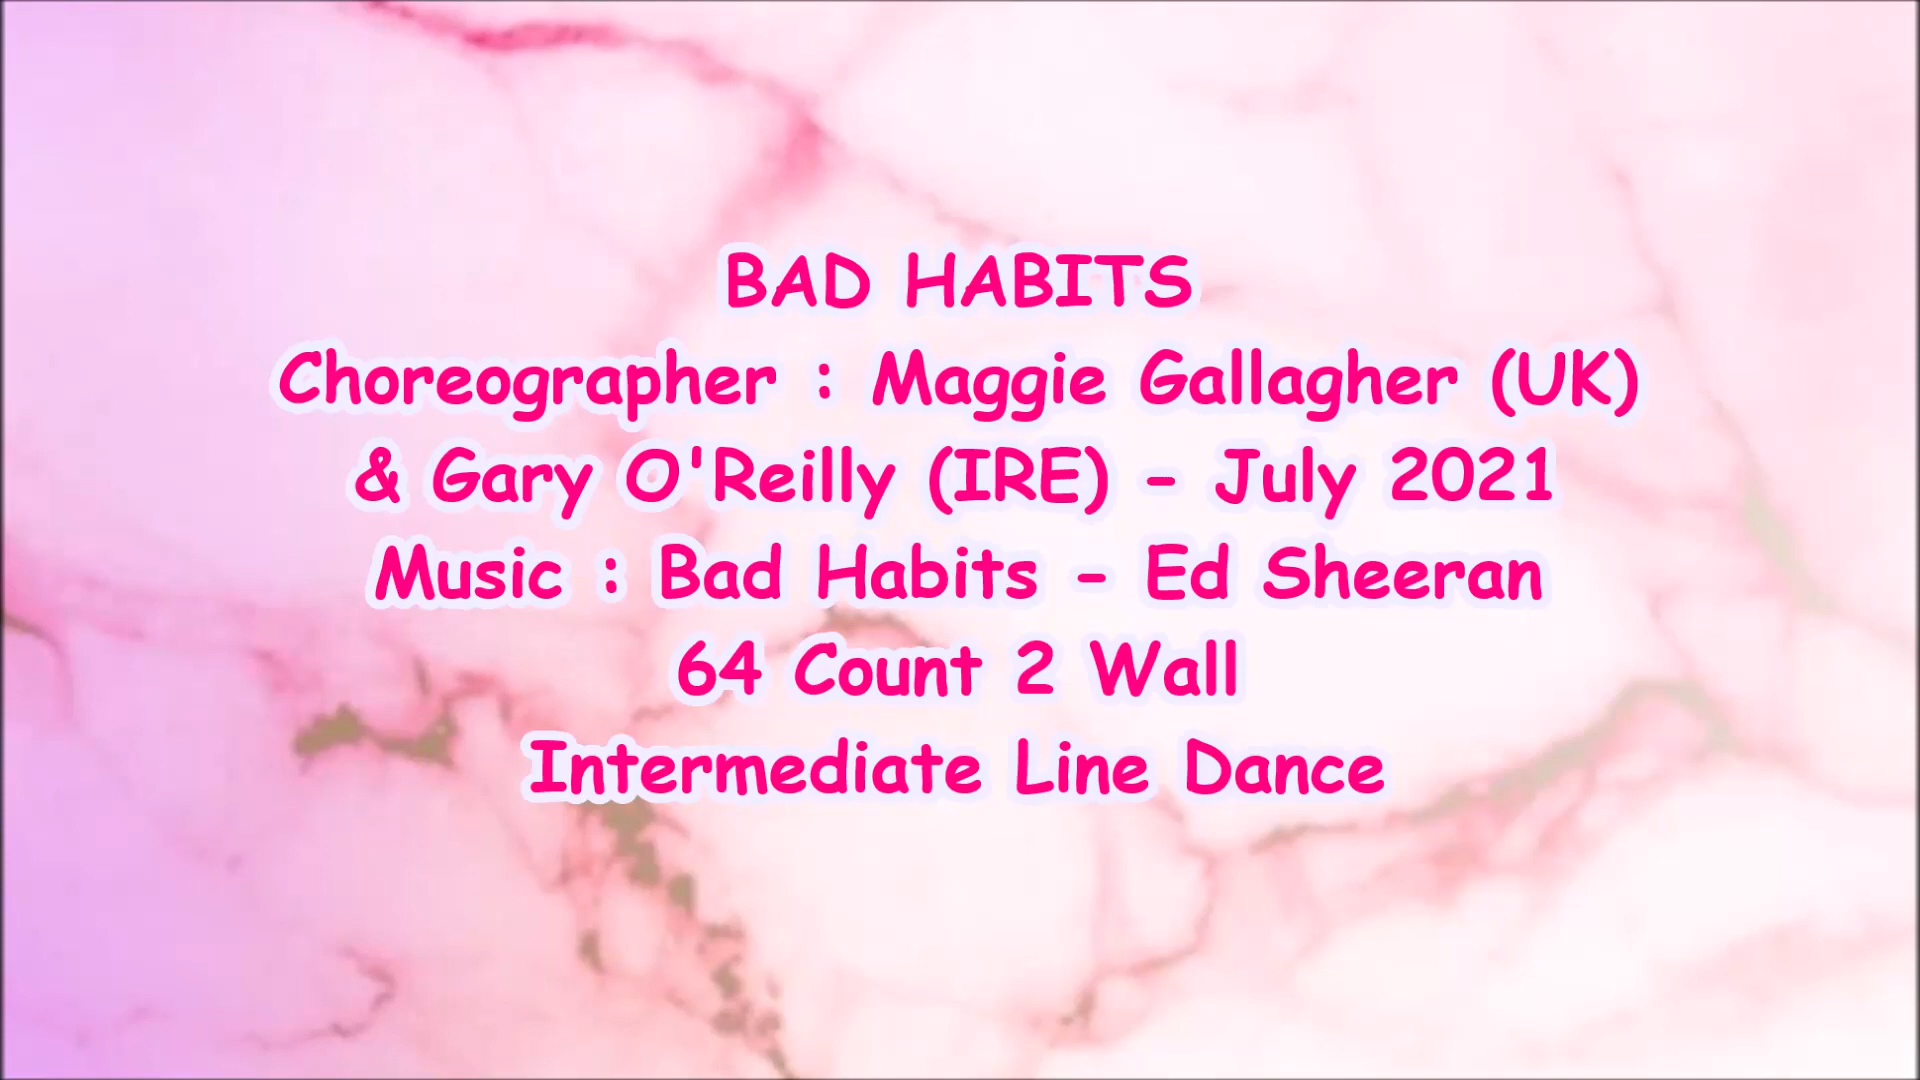 BAD HABITS
Choreographer : Maggie Gallagher (UK)
& Gary O'Reilly (IRE) - July 2021
Music : Bad Habits - Ed Sheeran
64 Count 2 Wall
Intermediate Line Dance